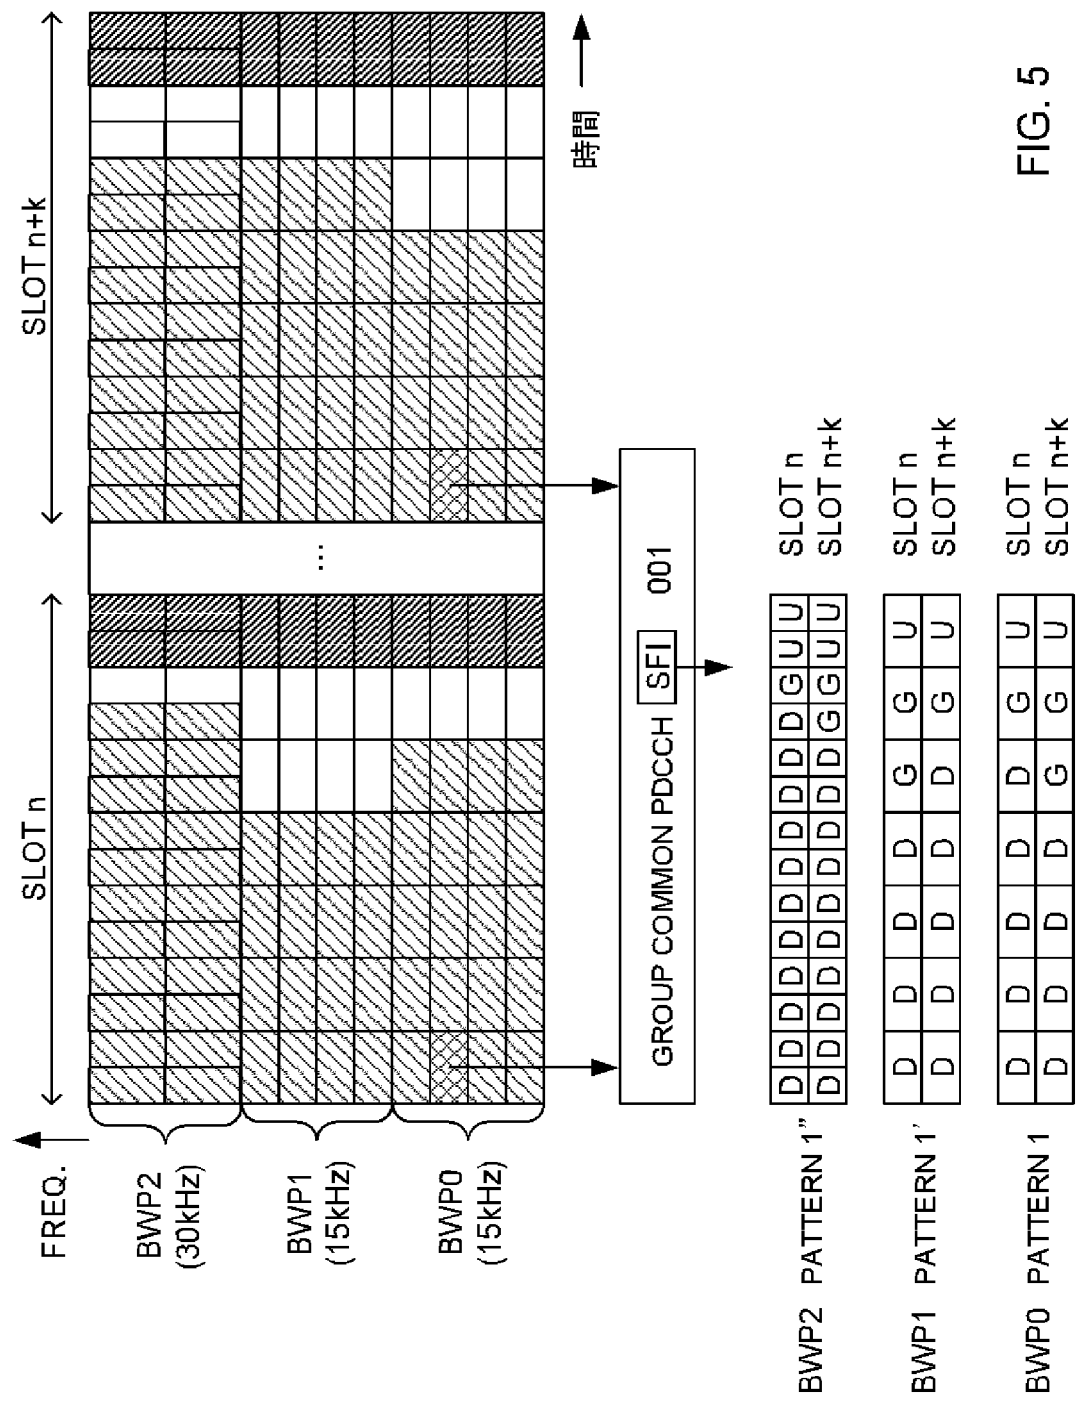 SLOT n
SLOT n+k
FREQ.
BWP2
(30kHz)
BWP1
(15kHz)
BWP0
(15kHz)
...
時間
GROUP COMMON PDCCH SFI 001
BWP2 PATTERN 1”
D D D D D D D D D D D G U U SLOT n
D D D D D D D D D D G G U U SLOT n+k
BWP1 PATTERN 1’
D D D D G G U SLOT n
D D D D D G U SLOT n+k
BWP0 PATTERN 1
D D D D D G U SLOT n
D D D D G G U SLOT n+k
FIG. 5